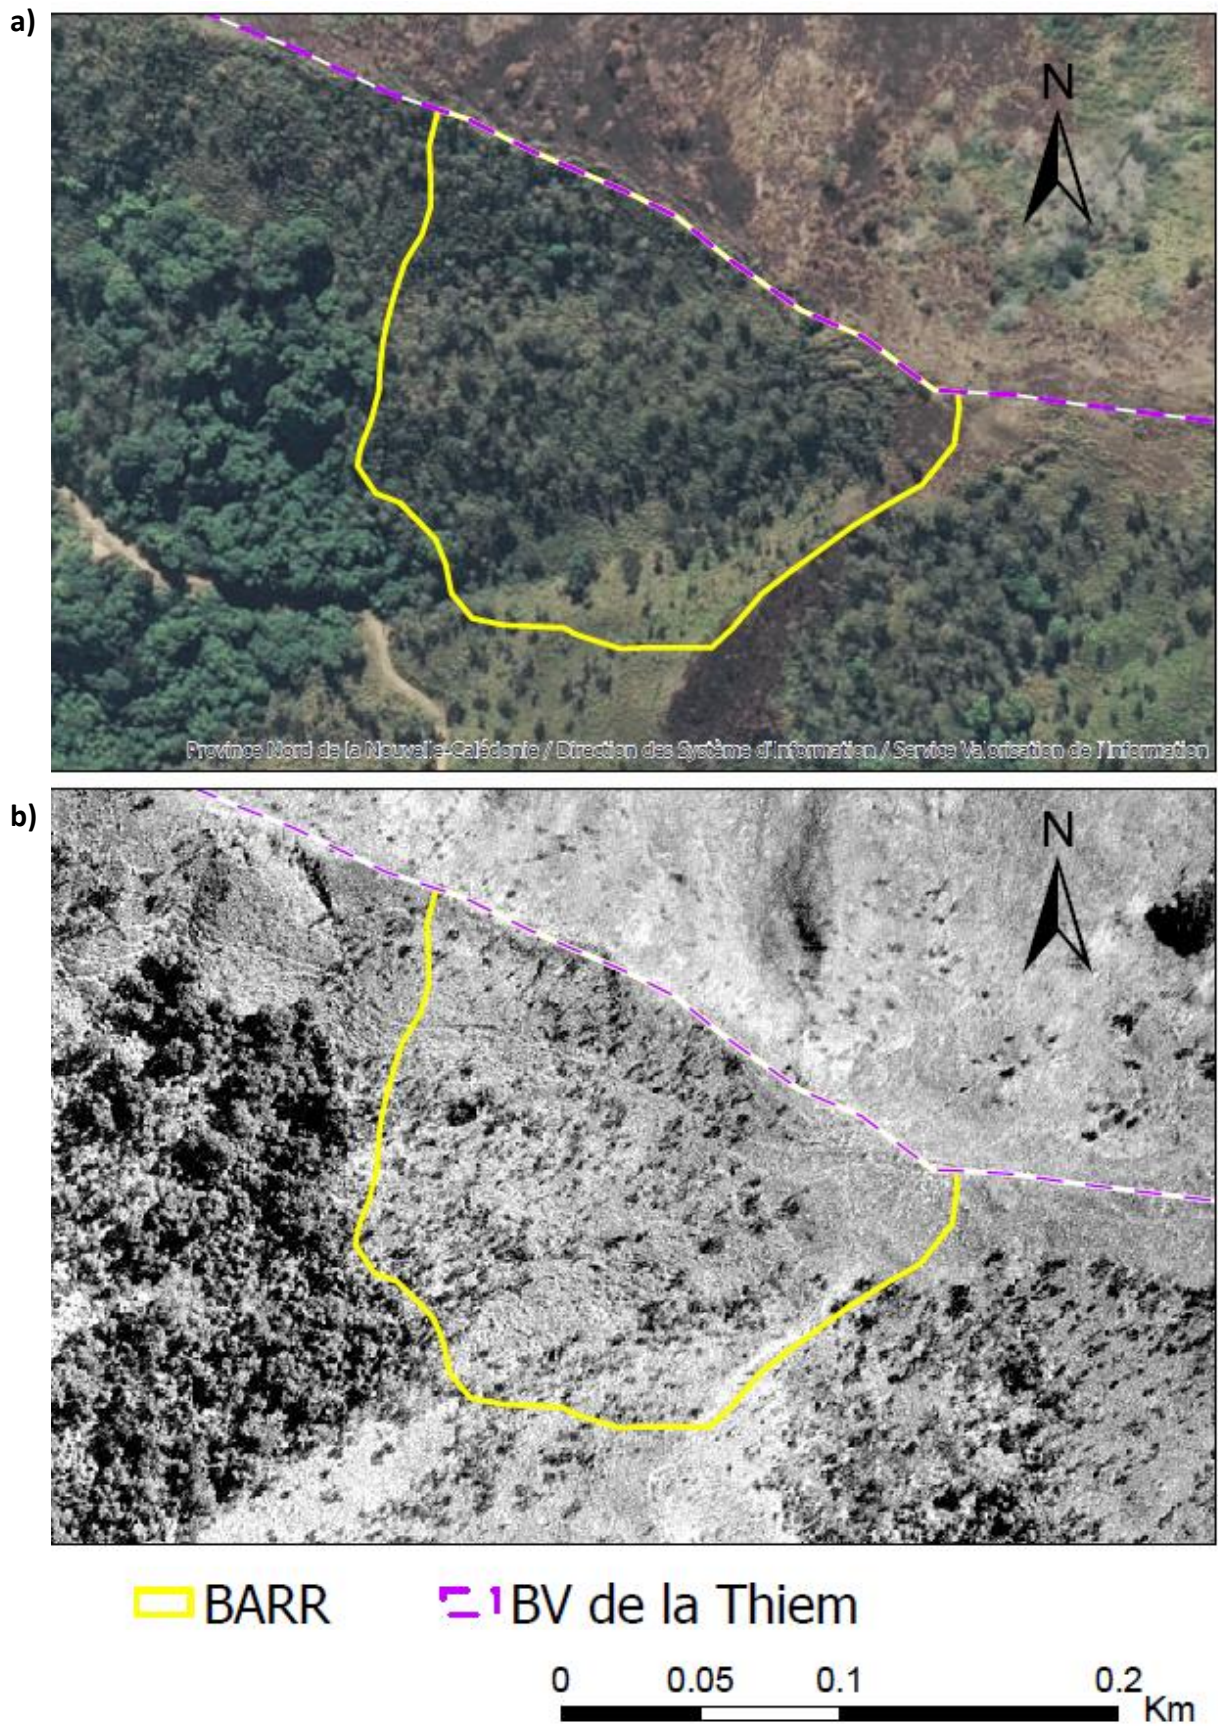 a)
N
Province Nord de la Nouvelle-Calédonie / Direction des Système d'Information / Service Valorisation de l'Information
b)
N
BARR
BV de la Thiem
0 0.05 0.1 0.2
Km